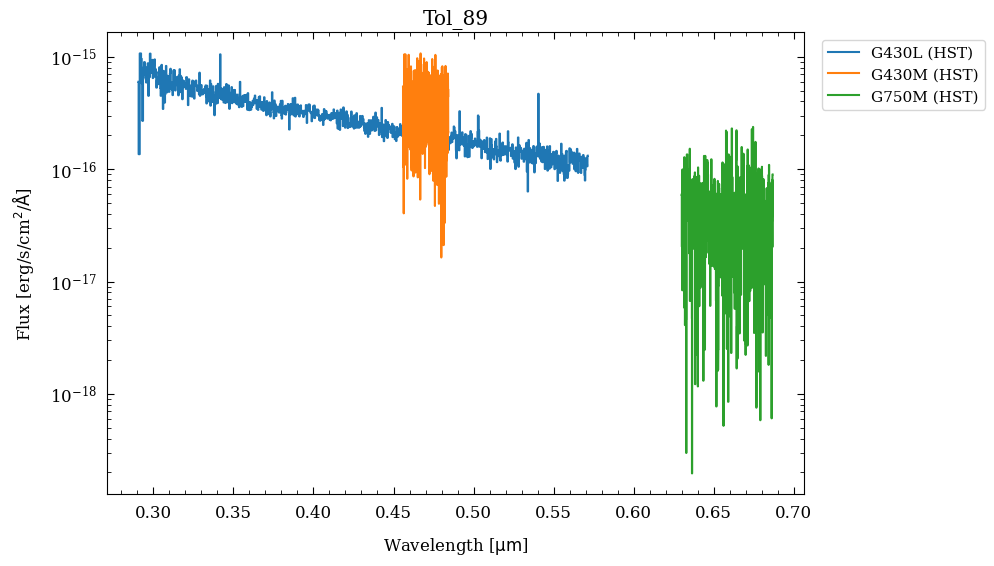 Tol_89
G430L (HST)
G430M (HST)
G750M (HST)
Flux [erg/s/cm²/Å]
10⁻¹⁵
10⁻¹⁶
10⁻¹⁷
10⁻¹⁸
0.30 0.35 0.40 0.45 0.50 0.55 0.60 0.65 0.70
Wavelength [μm]